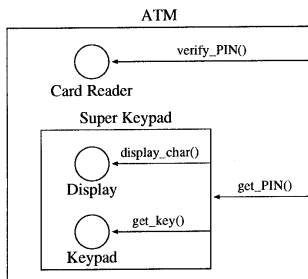 ATM
verify_PIN()
Card Reader
Super Keypad
display_char()
Display
get_PIN()
get_key()
Keypad